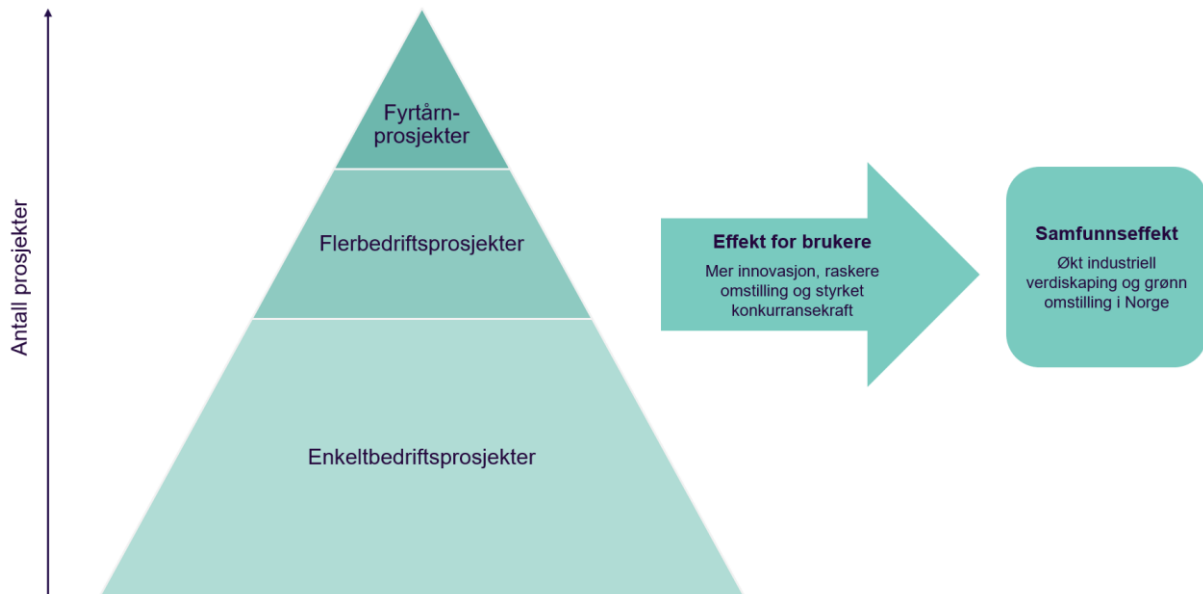 Antall prosjekter
Fyrtårn-
prosjekter
Flerbedriftsprosjekter
Enkeltbedriftsprosjekter
Effekt for brukere
Mer innovasjon, raskere
omstilling og styrket
konkurransekraft
Samfunnseffekt
Økt industriell
verdiskaping og grønn
omstilling i Norge